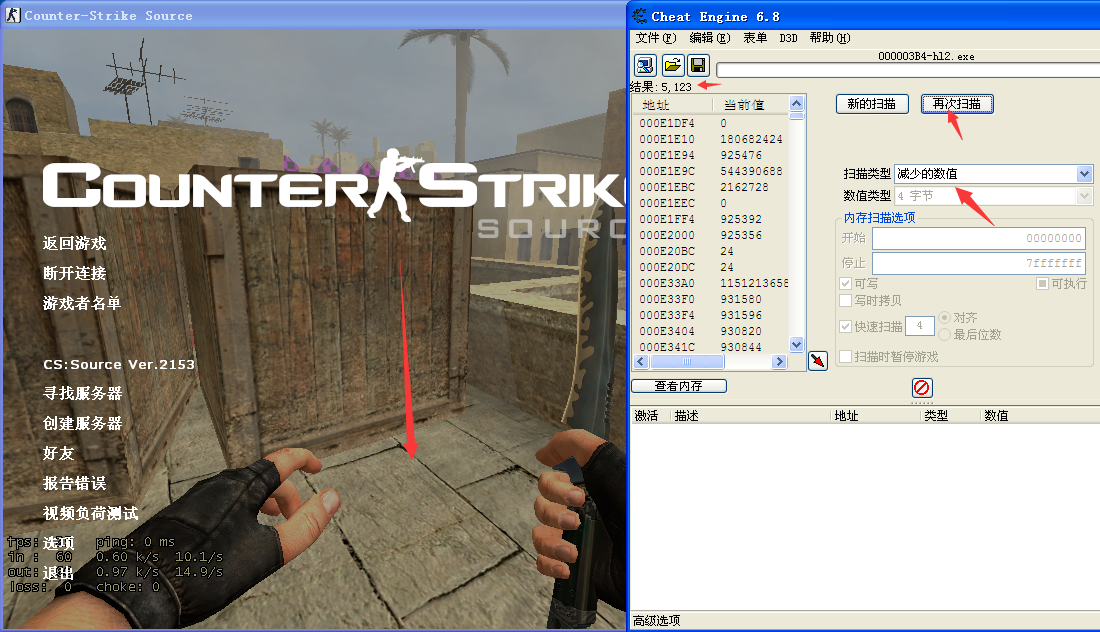 Counter-Strike Source
COUNTER STRIK
SOURC
返回游戏
断开连接
游戏者名单
CS:Source Ver.2153
寻找服务器
创建服务器
好友
报告错误
视频负荷测试
选项
退出
fps: ping: 0 ms
in : 60 0.60 k/s 10.1/s
out: 0.97 k/s 14.9/s
loss: 0 choke: 0
Cheat Engine 6.8
文件(F) 编辑(E) 表单 D3D 帮助(H)
000003B4-hl2.exe
结果: 5,123
地址 当前值
000E1DF4 0
000E1E10 180682424
000E1E94 925476
000E1E9C 544390688
000E1EBC 2162728
000E1EEC 0
000E1FF4 925392
000E2000 925356
000E20BC 24
000E20DC 24
000E33A0 1151213658
000E33F0 931580
000E33F4 931596
000E3404 930820
000E341C 930844
查看内存
新的扫描 再次扫描
扫描类型 减少的数值
数值类型 4 字节
内存扫描选项
开始 00000000
停止 7fffffff
可写 可执行
写时拷贝
快速扫描 4 对齐
最后位数
扫描时暂停游戏
激活 描述 地址 类型 数值
高级选项